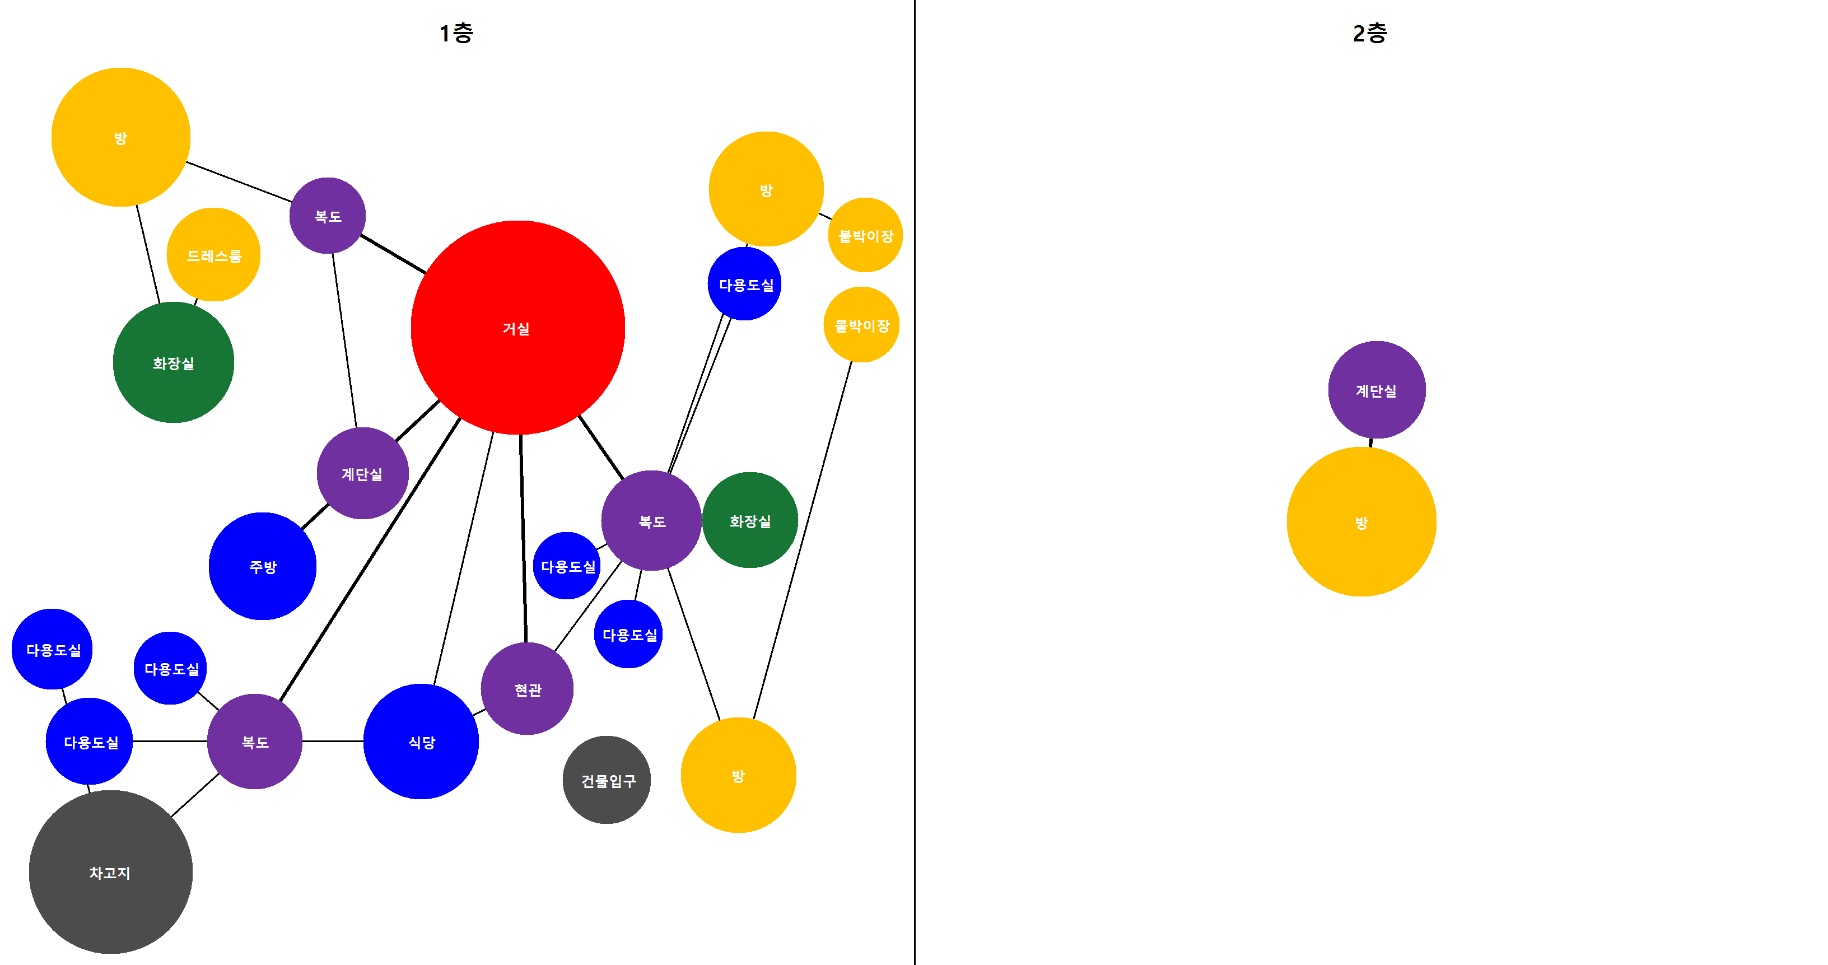 1층
2층
방
복도
방
붙박이장
드레스룸
다용도실
붙박이장
거실
화장실
계단실
계단실
주방
복도
화장실
방
다용도실
다용도실
다용도실
다용도실
현관
다용도실
복도
식당
건물입구
방
차고지